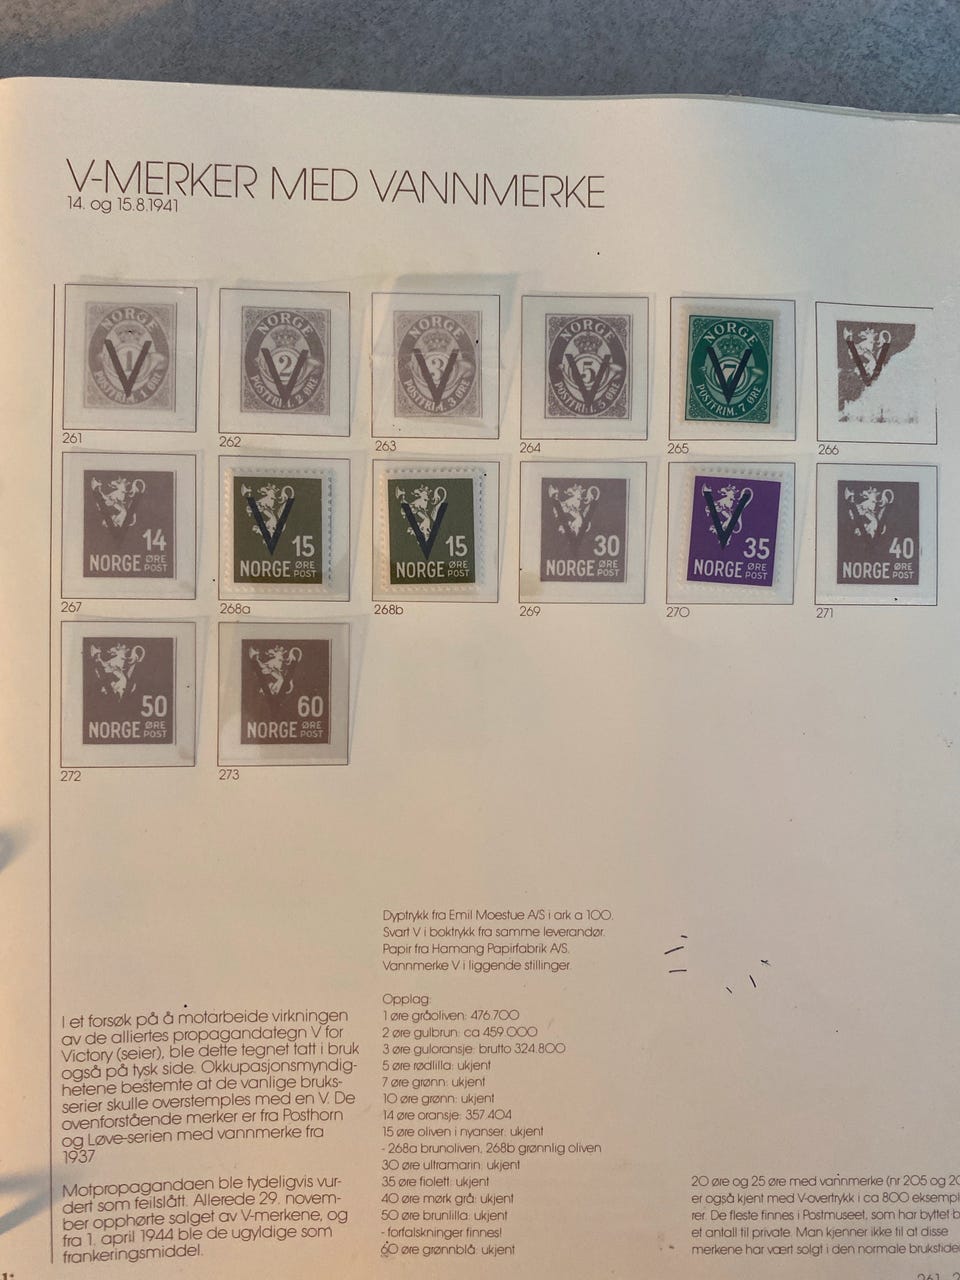 V-MERKER MED VANNMERKE
14. og 15.8.1941
NORGE V 1 POSTFRIM. 1 ØRE
NORGE V 2 POSTFRIM. 2 ØRE
NORGE V 3 POSTFRIM. 3 ØRE
NORGE V 5 POSTFRIM. 5 ØRE
NORGE V 7 POSTFRIM. 7 ØRE
V
261
262
263
264
265
266
V 14 NORGE ØRE POST
V 15 NORGE ØRE POST
V 15 NORGE ØRE POST
V 30 NORGE ØRE POST
V 35 NORGE ØRE POST
V 40 NORGE ØRE POST
267
268a
268b
269
270
271
V 50 NORGE ØRE POST
V 60 NORGE ØRE POST
272
273
I et forsøk på å motarbeide virkningen
av de alliertes propagandategn V for
Victory (seier), ble dette tegnet tatt i bruk
også på tysk side. Okkupasjonsmyndig-
hetene bestemte at de vanlige bruks-
serier skulle overstemples med en V. De
ovenforstående merker er fra Posthorn
og Løve-serien med vannmerke fra
1937
Motpropagandaen ble tydeligvis vur-
dert som feilslått. Allerede 29. novem-
ber opphørte salget av V-merkene, og
fra 1. april 1944 ble de ugyldige som
frankeringsmiddel.
Dyptrykk fra Emil Moestue A/S i ark a 100.
Svart V i boktrykk fra samme leverandør.
Papir fra Hamang Papirfabrik A/S.
Vannmerke V i liggende stillinger.
Opplag:
1 øre gråoliven: 476.700
2 øre gulbrun: ca 459.000
3 øre guloransje: brutto 324.800
5 øre rødlilla: ukjent
7 øre grønn: ukjent
10 øre grønn: ukjent
14 øre oransje: 357.404
15 øre oliven i nyanser: ukjent
- 268a brunoliven, 268b grønnlig oliven
30 øre ultramarin: ukjent
35 øre fiolett: ukjent
40 øre mørk grå: ukjent
50 øre brunlilla: ukjent
- forfalskninger finnes!
60 øre grønnblå: ukjent
20 øre og 25 øre med vannmerke (nr 205 og 20
er også kjent med V-overtrykk i ca 800 eksempl
rer. De fleste finnes i Postmuseet, som har byttet b
et antall til private. Man kjenner ikke til at disse
merkene har vært solgt i den normale brukstide